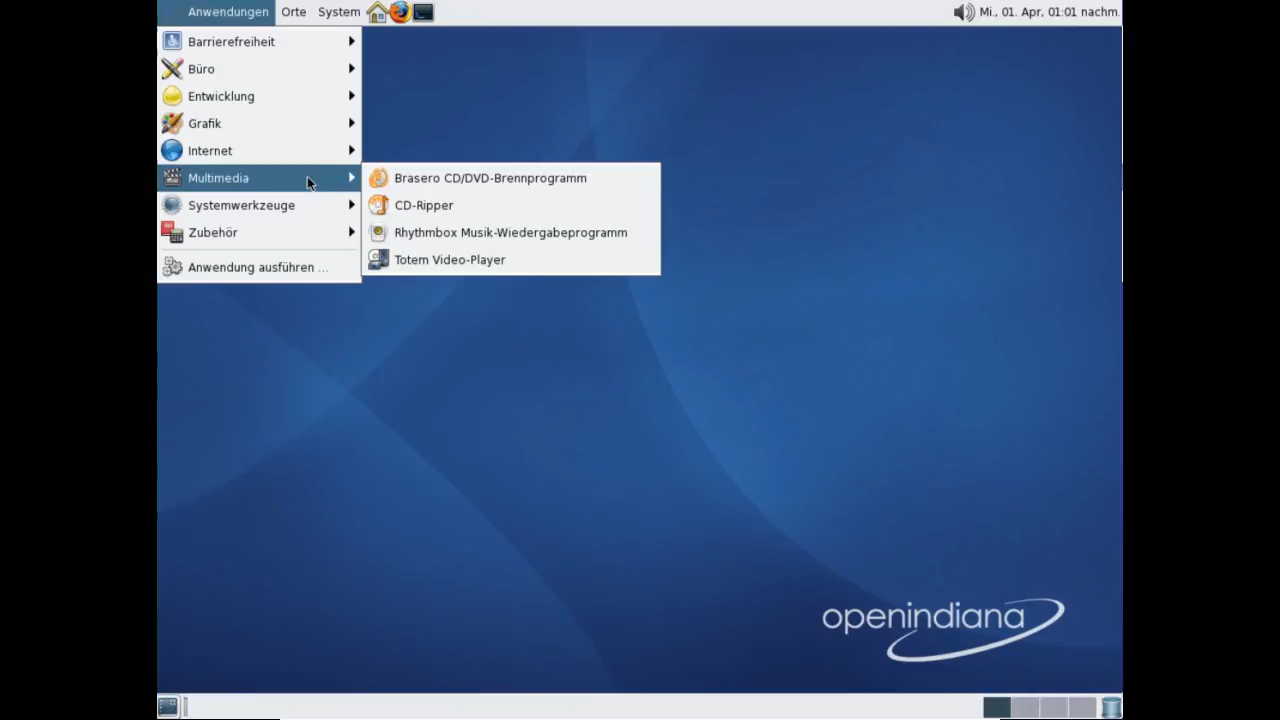 Anwendungen Orte System Mi., 01. Apr, 01:01 nachm.
Barrierefreiheit
Büro
Entwicklung
Grafik
Internet
Multimedia
Systemwerkzeuge
Zubehör
Anwendung ausführen ...
Brasero CD/DVD-Brennprogramm
CD-Ripper
Rhythmbox Musik-Wiedergabeprogramm
Totem Video-Player
openindiana